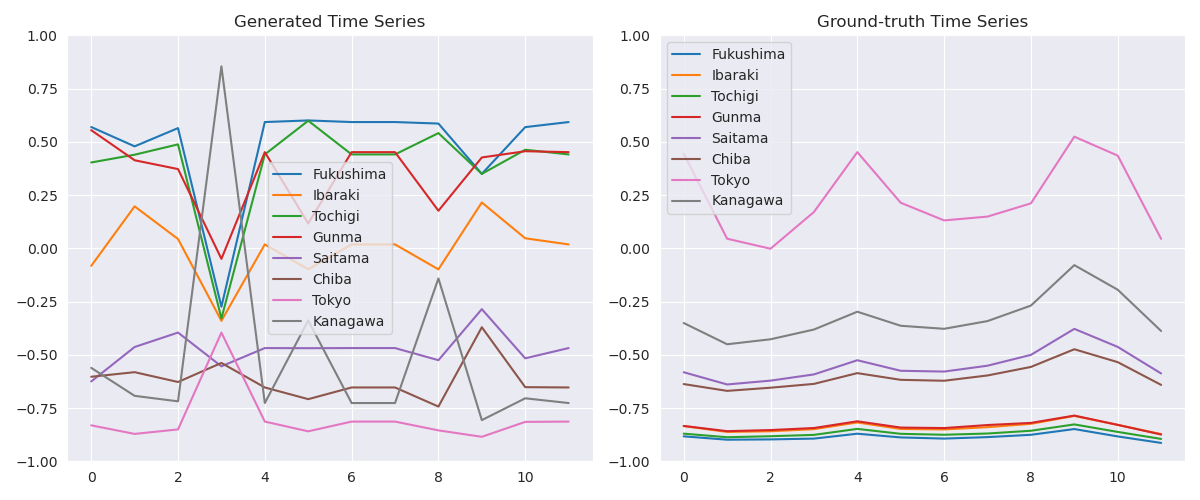 Generated Time Series
1.00
0.75
0.50
0.25
0.00
−0.25
−0.50
−0.75
−1.00
0
2
4
6
8
10
Fukushima
Ibaraki
Tochigi
Gunma
Saitama
Chiba
Tokyo
Kanagawa
Ground-truth Time Series
1.00
0.75
0.50
0.25
0.00
−0.25
−0.50
−0.75
−1.00
0
2
4
6
8
10
Fukushima
Ibaraki
Tochigi
Gunma
Saitama
Chiba
Tokyo
Kanagawa